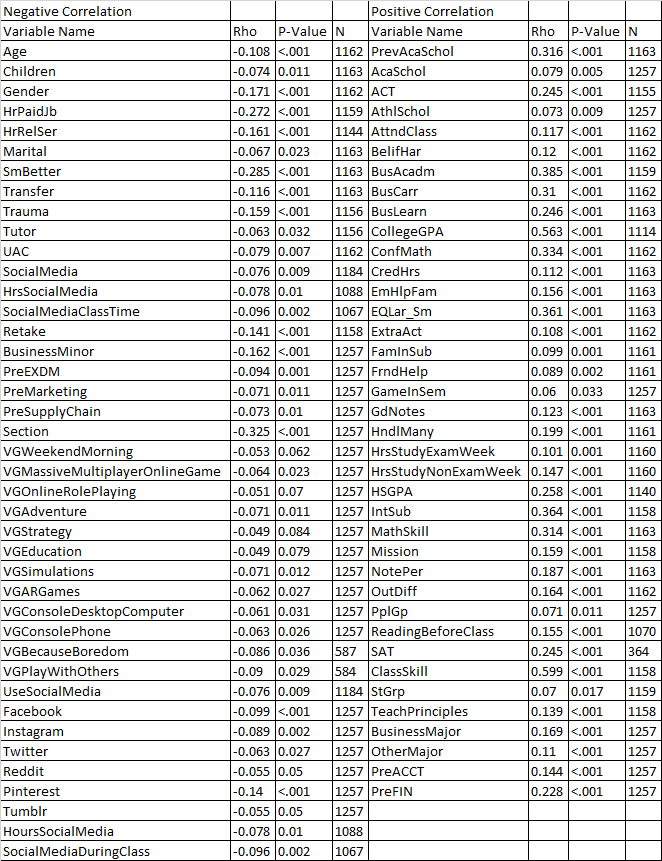 Negative Correlation Positive Correlation
Variable Name Rho P-Value N Variable Name Rho P-Value N
Age -0.108 <.001 1162 PrevAcaSchol 0.316 <.001 1163
Children -0.074 0.011 1163 AcaSchol 0.079 0.005 1257
Gender -0.171 <.001 1162 ACT 0.245 <.001 1155
HrPaidJb -0.272 <.001 1159 AthlSchol 0.073 0.009 1257
HrRelSer -0.161 <.001 1144 AttndClass 0.117 <.001 1162
Marital -0.067 0.023 1163 BelifHar 0.12 <.001 1162
SmBetter -0.285 <.001 1163 BusAcadm 0.385 <.001 1159
Transfer -0.116 <.001 1163 BusCarr 0.31 <.001 1162
Trauma -0.159 <.001 1156 BusLearn 0.246 <.001 1163
Tutor -0.063 0.032 1156 CollegeGPA 0.563 <.001 1114
UAC -0.079 0.007 1162 ConfMath 0.334 <.001 1162
SocialMedia -0.076 0.009 1184 CredHrs 0.112 <.001 1163
HrsSocialMedia -0.078 0.01 1088 EmHlpFam 0.156 <.001 1163
SocialMediaClassTime -0.096 0.002 1067 EQLar_Sm 0.361 <.001 1163
Retake -0.141 <.001 1158 ExtraAct 0.108 <.001 1162
BusinessMinor -0.162 <.001 1257 FamInSub 0.099 0.001 1161
PreEXDM -0.094 0.001 1257 FrndHelp 0.089 0.002 1161
PreMarketing -0.071 0.011 1257 GameInSem 0.06 0.033 1257
PreSupplyChain -0.073 0.01 1257 GdNotes 0.123 <.001 1163
Section -0.325 <.001 1257 HndlMany 0.199 <.001 1161
VGWeekendMorning -0.053 0.062 1257 HrsStudyExamWeek 0.101 0.001 1160
VGMassiveMultiplayerOnlineGame -0.064 0.023 1257 HrsStudyNonExamWeek 0.147 <.001 1160
VGOnlineRolePlaying -0.051 0.07 1257 HSGPA 0.258 <.001 1140
VGAdventure -0.071 0.011 1257 IntSub 0.364 <.001 1158
VGStrategy -0.049 0.084 1257 MathSkill 0.314 <.001 1163
VGEducation -0.049 0.079 1257 Mission 0.159 <.001 1158
VGSimulations -0.071 0.012 1257 NotePer 0.187 <.001 1163
VGARGames -0.062 0.027 1257 OutDiff 0.164 <.001 1162
VGConsoleDesktopComputer -0.061 0.031 1257 PplGp 0.071 0.011 1257
VGConsolePhone -0.063 0.026 1257 ReadingBeforeClass 0.155 <.001 1070
VGBecauseBoredom -0.086 0.036 587 SAT 0.245 <.001 364
VGPlayWithOthers -0.09 0.029 584 ClassSkill 0.599 <.001 1158
UseSocialMedia -0.076 0.009 1184 StGrp 0.07 0.017 1159
Facebook -0.099 <.001 1257 TeachPrinciples 0.139 <.001 1158
Instagram -0.089 0.002 1257 BusinessMajor 0.169 <.001 1257
Twitter -0.063 0.027 1257 OtherMajor 0.11 <.001 1257
Reddit -0.055 0.05 1257 PreACCT 0.144 <.001 1257
Pinterest -0.14 <.001 1257 PreFIN 0.228 <.001 1257
Tumblr -0.055 0.05 1257
HoursSocialMedia -0.078 0.01 1088
SocialMediaDuringClass -0.096 0.002 1067